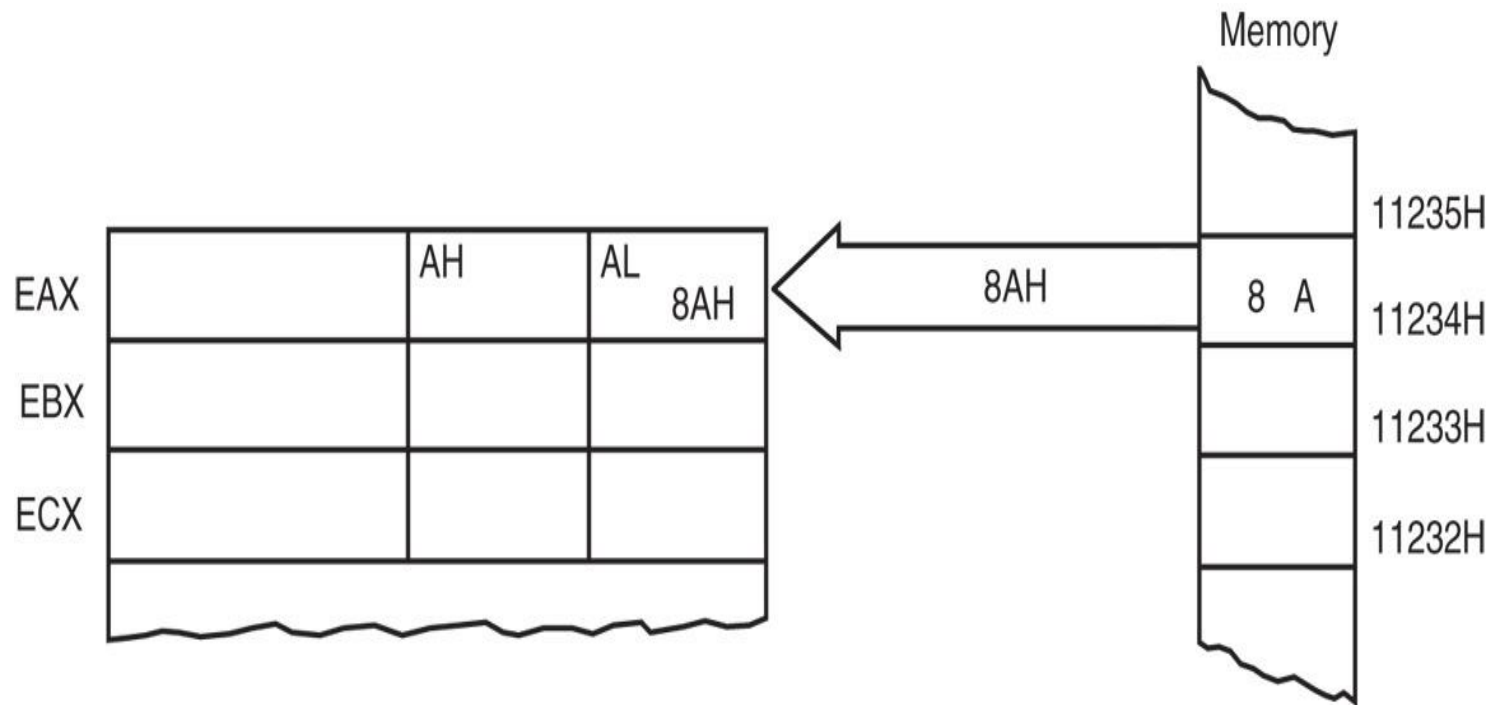 Memory
11235H
EAX
AH
AL
8AH
8AH
8 A
11234H
EBX
11233H
ECX
11232H